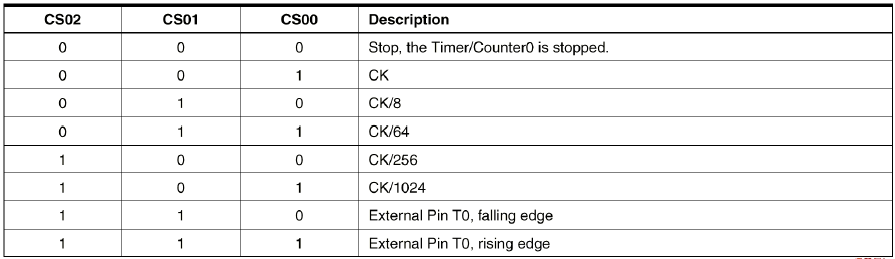 CS02 CS01 CS00 Description
0 0 0 Stop, the Timer/Counter0 is stopped.
0 0 1 CK
0 1 0 CK/8
0 1 1 CK/64
1 0 0 CK/256
1 0 1 CK/1024
1 1 0 External Pin T0, falling edge
1 1 1 External Pin T0, rising edge